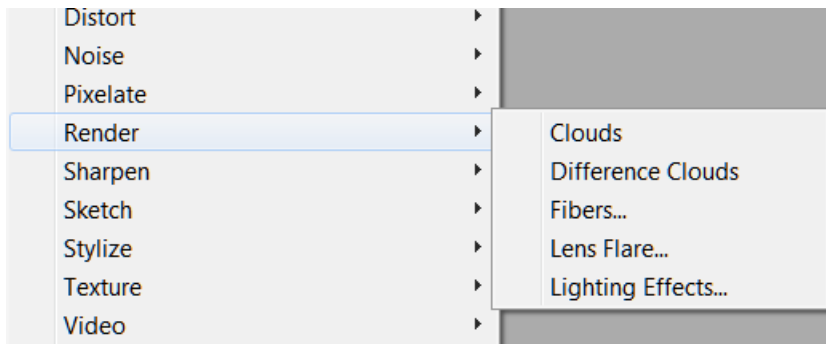 Distort
Noise
Pixelate
Render
Sharpen
Sketch
Stylize
Texture
Video
Clouds
Difference Clouds
Fibers...
Lens Flare...
Lighting Effects...